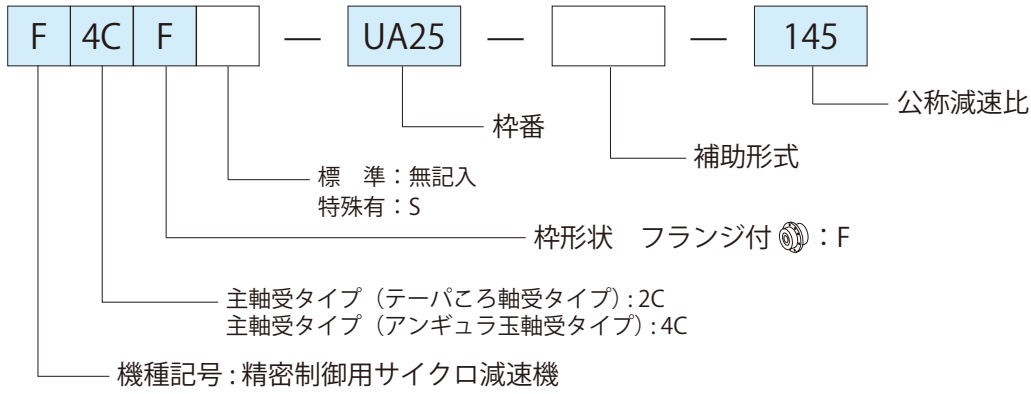 F 4C F — UA25 — — 145
公称減速比
枠番
補助形式
標　準：無記入
特殊有：S
枠形状　フランジ付：F
主軸受タイプ（テーパころ軸受タイプ）: 2C
主軸受タイプ（アンギュラ玉軸受タイプ）: 4C
機種記号 : 精密制御用サイクロ減速機